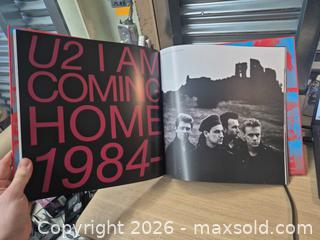 U2 I AM
COMING
HOME
1984-
Copyright 2026 - maxsold.com